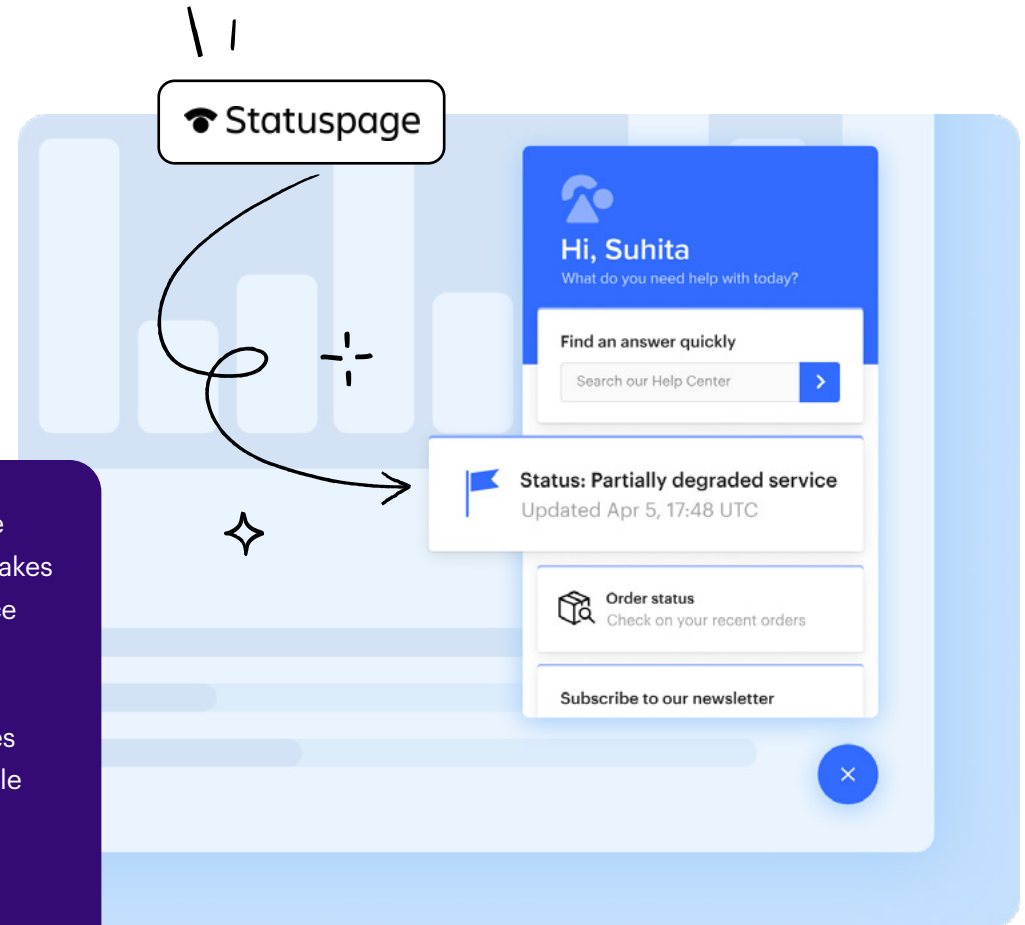 Statuspage
Hi, Suhita
What do you need help with today?
Find an answer quickly
Search our Help Center
Status: Partially degraded service
Updated Apr 5, 17:48 UTC
Order status
Check on your recent orders
Subscribe to our newsletter